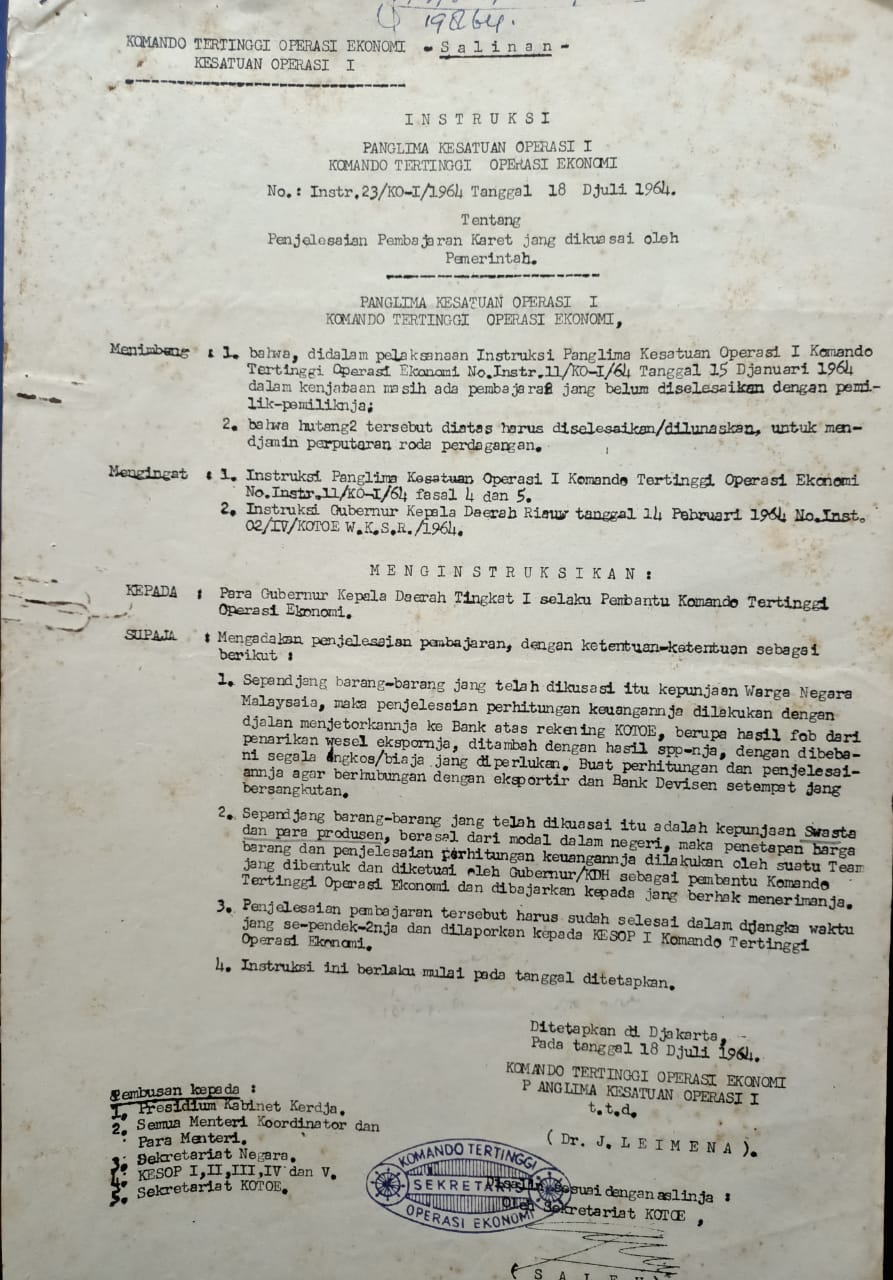 198 64.
KOMANDO TERTINGGI OPERASI EKONOMI - S a l i n a n -
KESATUAN OPERASI I
I N S T R U K S I
PANGLIMA KESATUAN OPERASI I
KOMANDO TERTINGGI OPERASI EKONOMI
No.: Instr.23/KO-I/1964 Tanggal 18 Djuli 1964.
Tentang
Penjelesaian Pembajaran Karet jang dikuasai oleh
Pemerintah.
PANGLIMA KESATUAN OPERASI I
KOMANDO TERTINGGI OPERASI EKONOMI,
Menimbang : 1. bahwa, didalam pelaksanaan Instruksi Panglima Kesatuan Operasi I Komando
Tertinggi Operasi Ekonomi No.Instr.11/KO-I/64 Tanggal 15 Djanuari 1964
dalam kenjataan masih ada pembajaran2 jang belum diselesaikan dengan pemi-
lik-pemiliknja;
2. bahwa hutang2 tersebut diatas harus diselesaikan/dilunaskan, untuk men-
djamin perputaran roda perdagangan.
Mengingat : 1. Instruksi Panglima Kesatuan Operasi I Komando Tertinggi Operasi Ekonomi
No.Instr.11/KO-I/64 fasal 4 dan 5.
2. Instruksi Gubernur Kepala Daerah Riauw tanggal 14 Pebruari 1964 No.Inst.
02/IV/KOTOE W.K.S.R./1964.
M E N G I N S T R U K S I K A N :
KEPADA : Para Gubernur Kepala Daerah Tingkat I selaku Pembantu Komando Tertinggi
Operasi Ekonomi.
SUPAJA : Mengadakan penjelesaian pembajaran, dengan ketentuan-ketentuan sebagai
berikut :
1. Sepandjang barang-barang jang telah dikusasi itu kepunjaan Warga Negara
Malaysaia, maka penjelesaian perhitungan keuangannja dilakukan dengan
djalan menjetorkannja ke Bank atas rekening KOTOE, berupa hasil fob dari
penarikan wesel ekspornja, ditambah dengan hasil spp-nja, dengan dibeba-
ni segala ongkos/biaja jang diperlukan. Buat perhitungan dan penjelesai-
annja agar berhubungan dengan eksportir dan Bank Devisen setempat jang
bersangkutan.
2. Sepandjang barang-barang jang telah dikuasai itu adalah kepunjaan Swasta
dan para produsen, berasal dari modal dalam negeri, maka penetapan harga
barang dan penjelesaian perhitungan keuangannja dilakukan oleh suatu Team
jang dibentuk dan diketuai oleh Gubernur/KDH sebagai pembantu Komando
Tertinggi Operasi Ekonomi dan dibajarkan kepada jang berhak menerimanja.
3. Penjelesaian pembajaran tersebut harus sudah selesai dalam djangka waktu
jang se-pendek-2nja dan dilaporkan kepada KESOP I Komando Tertinggi
Operasi Ekonomi.
4. Instruksi ini berlaku mulai pada tanggal ditetapkan.
Ditetapkan di Djakarta,
Pada tanggal 18 Djuli 1964.
KOMANDO TERTINGGI OPERASI EKONOMI
P ANGLIMA KESATUAN OPERASI I
t.t.d.
( Dr. J. L E I M E N A ).
Tembusan kepada :
1. Presidium Kabinet Kerdja.
2. Semua Menteri Koordinator dan
Para Menteri.
3. Sekretariat Negara.
4. KESOP I,II,III,IV dan V.
5. Sekretariat KOTOE.
KOMANDO TERTINGGI
SEKRETARIS
OPERASI EKONOMI
Disalin sesuai dengan aslinja :
Oleh Sekretariat KOTOE ,
( S A L E H